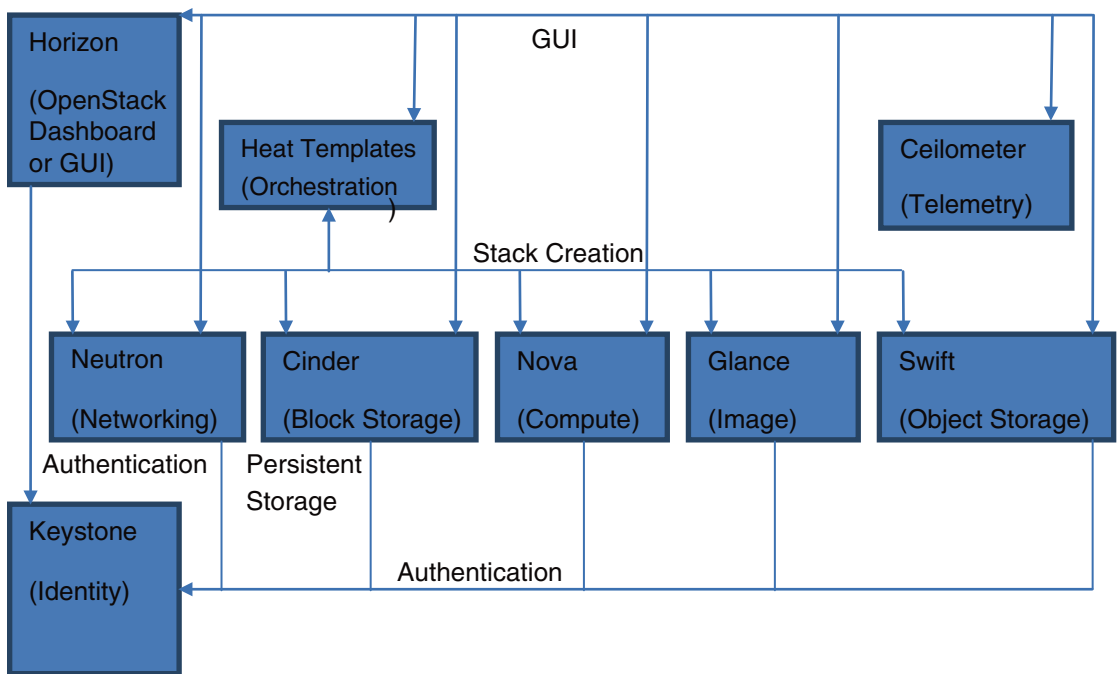 Horizon
(OpenStack
Dashboard
or GUI)
GUI
Heat Templates
(Orchestration
)
Ceilometer
(Telemetry)
Stack Creation
Neutron
(Networking)
Cinder
(Block Storage)
Nova
(Compute)
Glance
(Image)
Swift
(Object Storage)
Authentication
Persistent
Storage
Keystone
(Identity)
Authentication